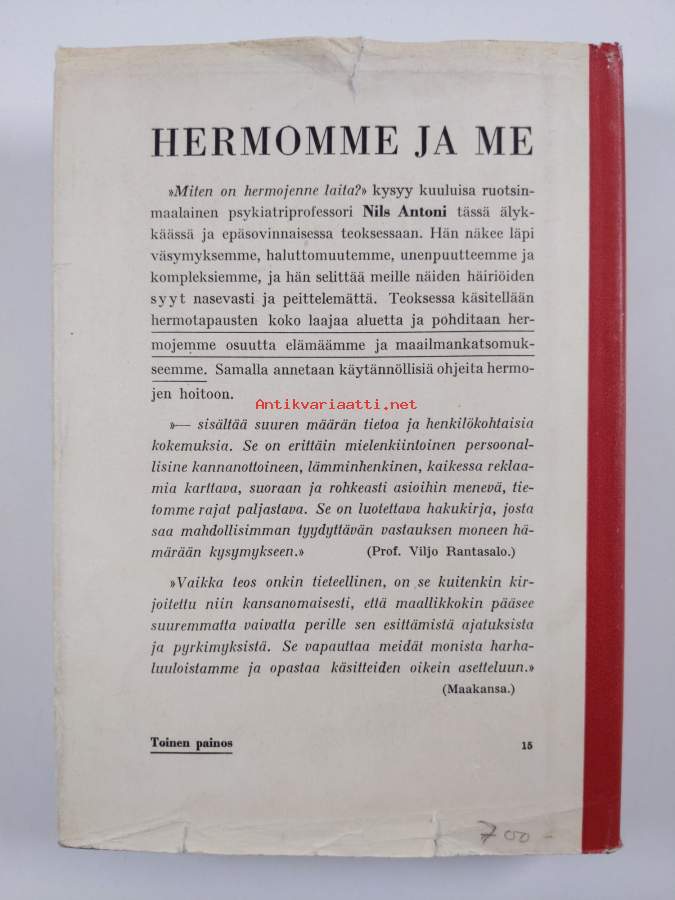 HERMOMME JA ME
»Miten on hermojenne laita?» kysyy kuuluisa ruotsin-
maalainen psykiatriprofessori Nils Antoni tässä älyk-
käässä ja epäsovinnaisessa teoksessaan. Hän näkee läpi
väsymyksemme, haluttomuutemme, unenpuutteemme ja
kompleksiemme, ja hän selittää meille näiden häiriöiden
syyt nasevasti ja peittelemättä. Teoksessa käsitellään
hermotapausten koko laajaa aluetta ja pohditaan her-
mojemme osuutta elämäämme ja maailmankatsomuk-
seemme. Samalla annetaan käytännöllisiä ohjeita hermo-
jen hoitoon.
Antikvariaatti.net
»— sisältää suuren määrän tietoa ja henkilökohtaisia
kokemuksia. Se on erittäin mielenkiintoinen persoonal-
lisine kannanottoineen, lämminhenkinen, kaikessa reklaa-
mia karttava, suoraan ja rohkeasti asioihin menevä, tie-
tomme rajat paljastava. Se on luotettava hakukirja, josta
saa mahdollisimman tyydyttävän vastauksen moneen hä-
märään kysymykseen.» (Prof. Viljo Rantasalo.)
»Vaikka teos onkin tieteellinen, on se kuitenkin kir-
joitettu niin kansanomaisesti, että maallikkokin pääsee
suuremmatta vaivatta perille sen esittämistä ajatuksista
ja pyrkimyksistä. Se vapauttaa meidät monista harha-
luuloistamme ja opastaa käsitteiden oikein asetteluun.»
(Maakansa.)
Toinen painos 15
700-